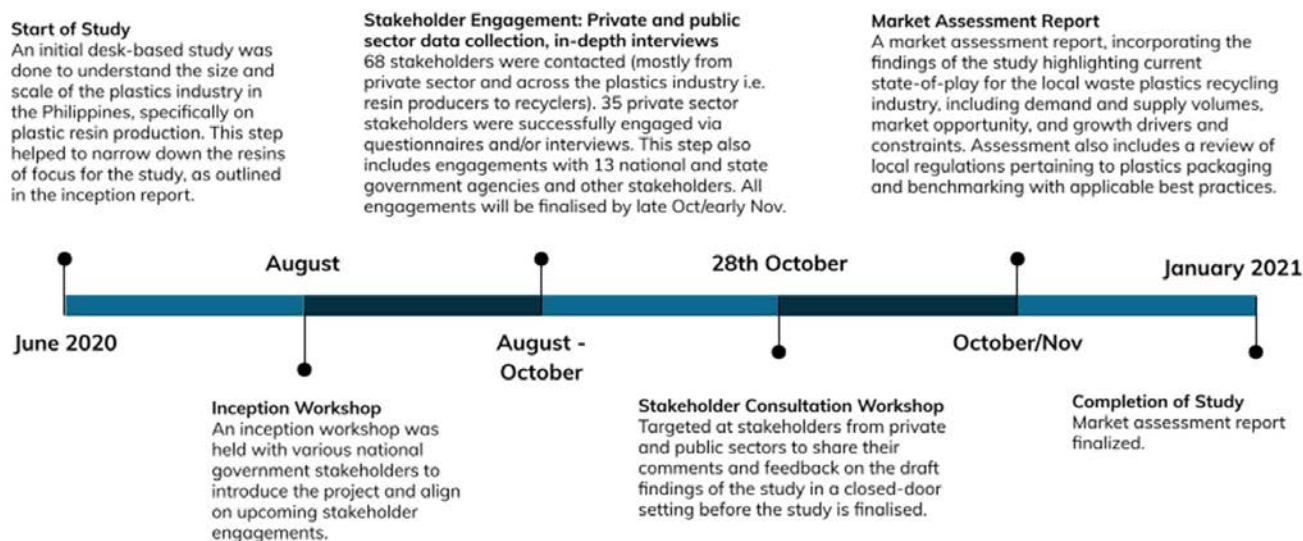 Start of Study
An initial desk-based study was
done to understand the size and
scale of the plastics industry in
the Philippines, specifically on
plastic resin production. This step
helped to narrow down the resins
of focus for the study, as outlined
in the inception report.
Stakeholder Engagement: Private and public
sector data collection, in-depth interviews
68 stakeholders were contacted (mostly from
private sector and across the plastics industry i.e.
resin producers to recyclers). 35 private sector
stakeholders were successfully engaged via
questionnaires and/or interviews. This step also
includes engagements with 13 national and state
government agencies and other stakeholders. All
engagements will be finalised by late Oct/early Nov.
Market Assessment Report
A market assessment report, incorporating the
findings of the study highlighting current
state-of-play for the local waste plastics recycling
industry, including demand and supply volumes,
market opportunity, and growth drivers and
constraints. Assessment also includes a review of
local regulations pertaining to plastics packaging
and benchmarking with applicable best practices.
August
28th October
January 2021
June 2020
August -
October
October/Nov
Inception Workshop
An inception workshop was
held with various national
government stakeholders to
introduce the project and align
on upcoming stakeholder
engagements.
Stakeholder Consultation Workshop
Targeted at stakeholders from private
and public sectors to share their
comments and feedback on the draft
findings of the study in a closed-door
setting before the study is finalised.
Completion of Study
Market assessment report
finalized.